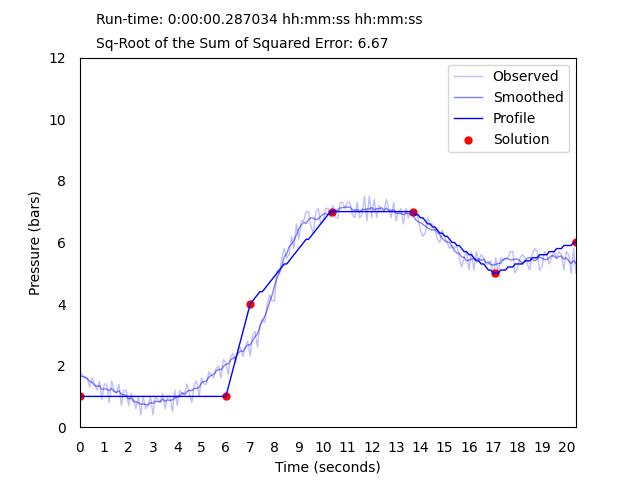 Run-time: 0:00:00.287034 hh:mm:ss hh:mm:ss
Sq-Root of the Sum of Squared Error: 6.67
Observed
Smoothed
Profile
Solution
Pressure (bars)
12
10
8
6
4
2
0
0 1 2 3 4 5 6 7 8 9 10 11 12 13 14 15 16 17 18 19 20
Time (seconds)